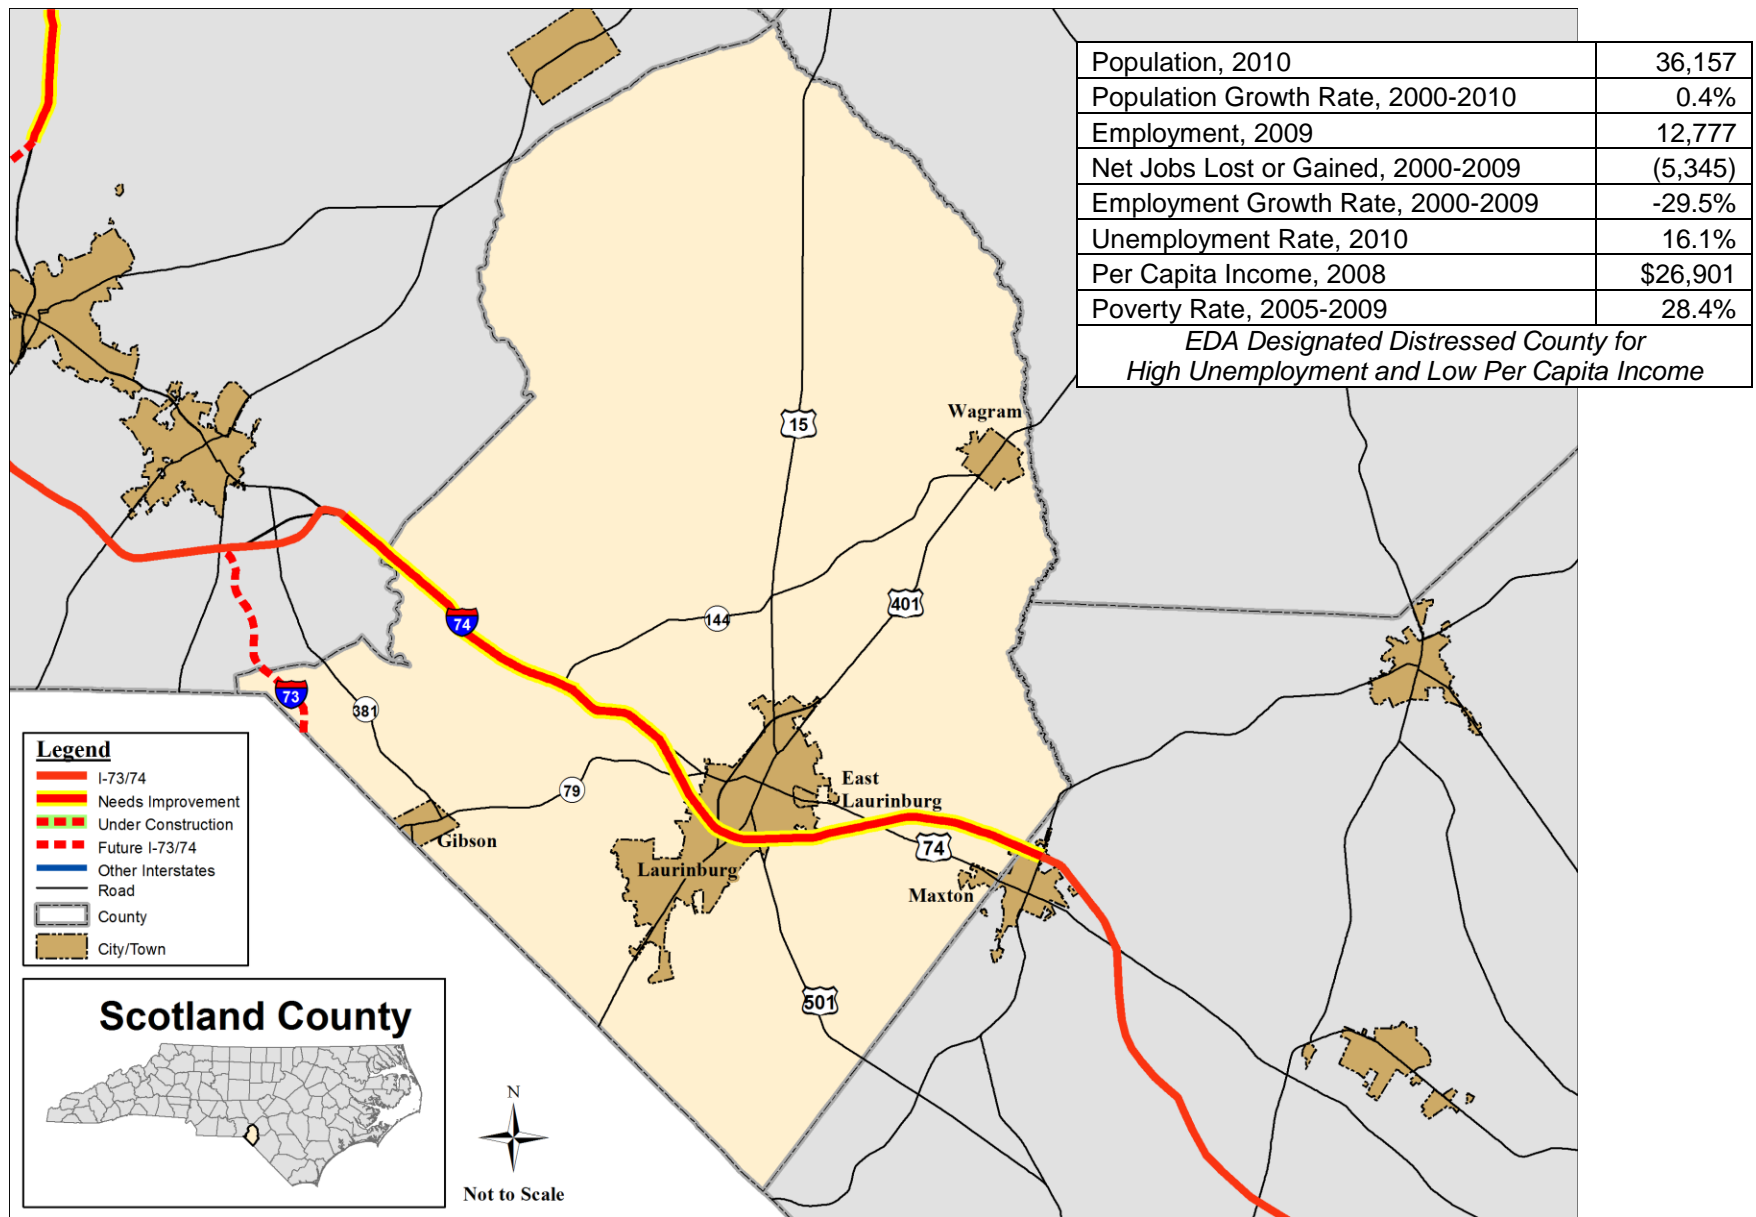 Population, 2010 36,157
Population Growth Rate, 2000-2010 0.4%
Employment, 2009 12,777
Net Jobs Lost or Gained, 2000-2009 (5,345)
Employment Growth Rate, 2000-2009 -29.5%
Unemployment Rate, 2010 16.1%
Per Capita Income, 2008 $26,901
Poverty Rate, 2005-2009 28.4%
EDA Designated Distressed County for
High Unemployment and Low Per Capita Income
Wagram
15
401
144
74
73
381
79
East
Laurinburg
Gibson
74
Laurinburg
Maxton
501
Legend
I-73/74
Needs Improvement
Under Construction
Future I-73/74
Other Interstates
Road
County
City/Town
Scotland County
N
Not to Scale